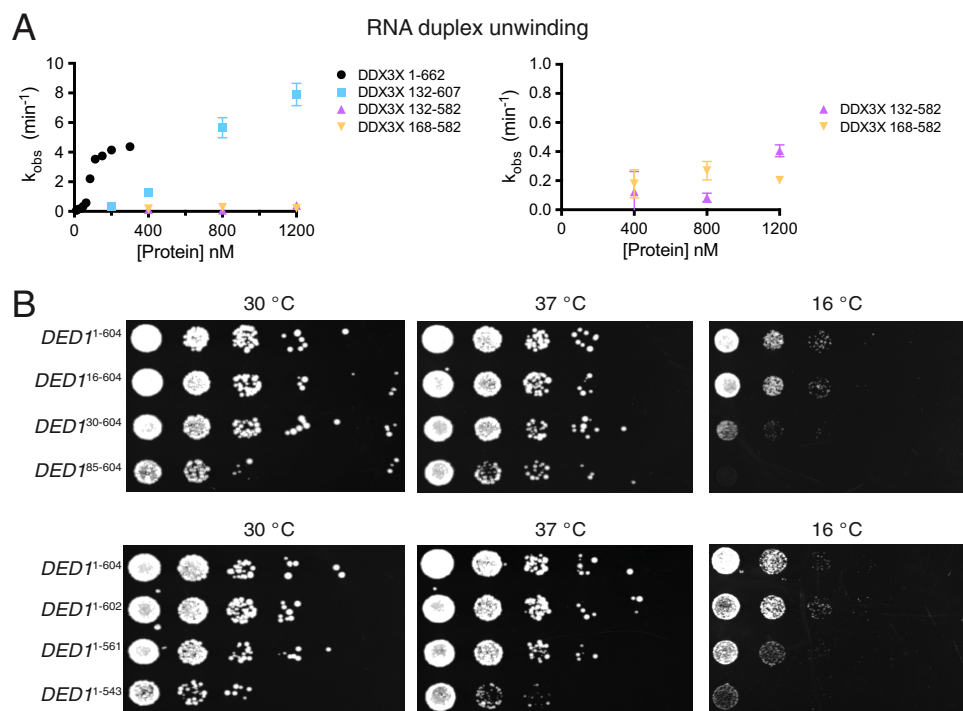 A
RNA duplex unwinding
10
8
6
4
2
0
k_obs (min⁻¹)
0 400 800 1200
[Protein] nM
DDX3X 1-662
DDX3X 132-607
DDX3X 132-582
DDX3X 168-582
1.0
0.8
0.6
0.4
0.2
0.0
k_obs (min⁻¹)
0 400 800 1200
[Protein] nM
DDX3X 132-582
DDX3X 168-582
B
30 °C 37 °C 16 °C
DED1¹⁻⁶⁰⁴
DED1¹⁶⁻⁶⁰⁴
DED1³⁰⁻⁶⁰⁴
DED1⁸⁵⁻⁶⁰⁴
30 °C 37 °C 16 °C
DED1¹⁻⁶⁰⁴
DED1¹⁻⁶⁰²
DED1¹⁻⁵⁶¹
DED1¹⁻⁵⁴³